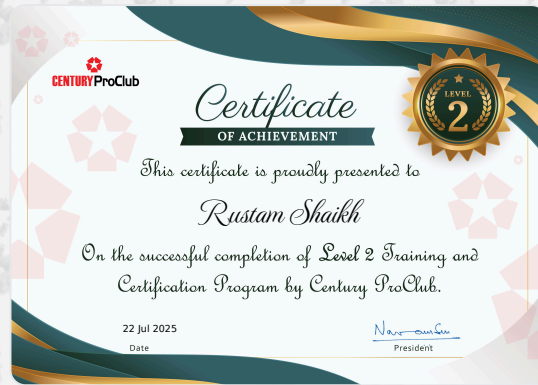 CENTURY ProClub
LEVEL
2
Certificate
OF ACHIEVEMENT
This certificate is proudly presented to
Rustam Shaikh
On the successful completion of Level 2 Training and
Certification Program by Century ProClub.
22 Jul 2025
Date
President